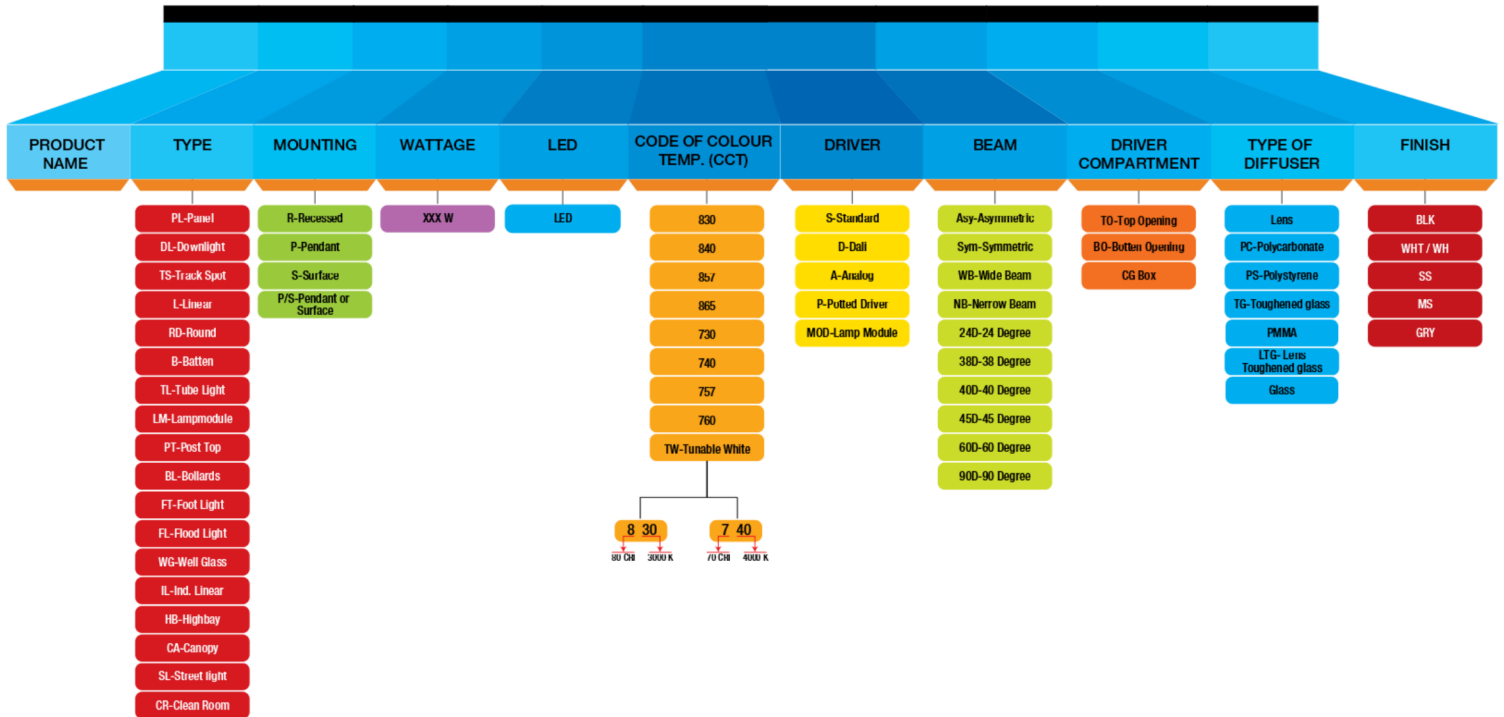 PRODUCT
NAME
TYPE
MOUNTING
WATTAGE
LED
CODE OF COLOUR
TEMP. (CCT)
DRIVER
BEAM
DRIVER
COMPARTMENT
TYPE OF
DIFFUSER
FINISH
PL-Panel
DL-Downlight
TS-Track Spot
L-Linear
RD-Round
B-Batten
TL-Tube Light
LM-Lampmodule
PT-Post Top
BL-Bollards
FT-Foot Light
FL-Flood Light
WG-Well Glass
IL-Ind. Linear
HB-Highbay
CA-Canopy
SL-Street light
CR-Clean Room
R-Recessed
P-Pendant
S-Surface
P/S-Pendant or
Surface
XXX W
LED
830
840
857
865
730
740
757
760
TW-Tunable White
8 30
80 CRI 3000 K
7 40
70 CRI 4000 K
S-Standard
D-Dali
A-Analog
P-Potted Driver
MOD-Lamp Module
Asy-Asymmetric
Sym-Symmetric
WB-Wide Beam
NB-Nerrow Beam
24D-24 Degree
38D-38 Degree
40D-40 Degree
45D-45 Degree
60D-60 Degree
90D-90 Degree
TO-Top Opening
BO-Botten Opening
CG Box
Lens
PC-Polycarbonate
PS-Polystyrene
TG-Toughened glass
PMMA
LTG- Lens
Toughened glass
Glass
BLK
WHT / WH
SS
MS
GRY